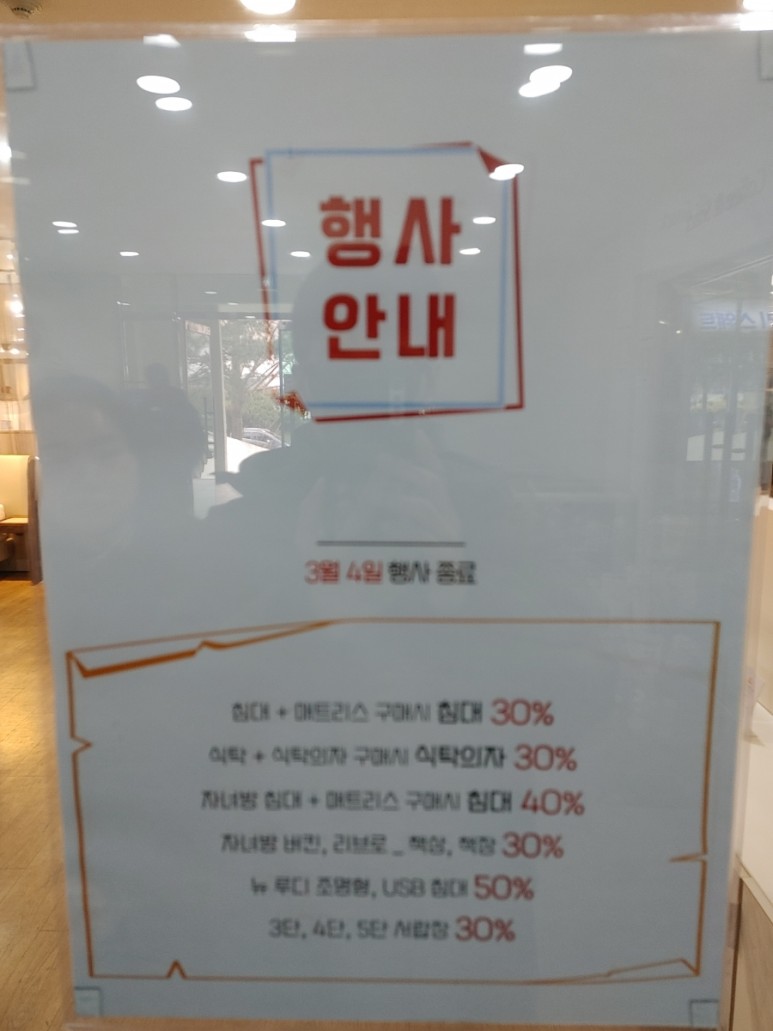 행사
안내
3월 4일 행사 종료
침대 + 매트리스 구매시 침대 30%
식탁 + 식탁의자 구매시 식탁의자 30%
자녀방 침대 + 매트리스 구매시 침대 40%
자녀방 버킨, 리브로_ 책상, 책장 30%
뉴 루디 조명형, USB 침대 50%
3단, 4단, 5단 서랍장 30%